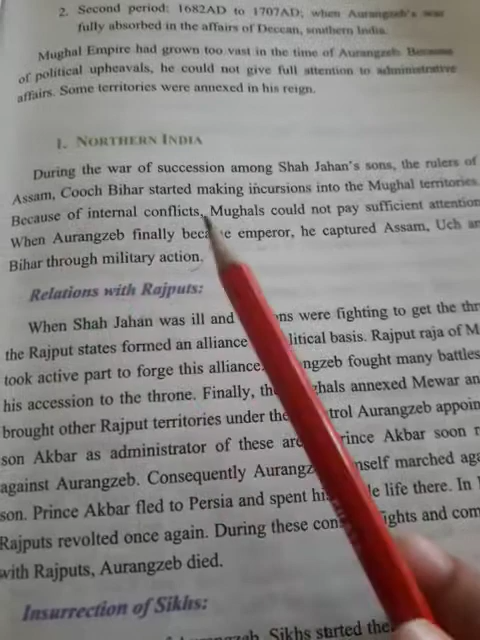 2. Second period: 1682AD to 1707AD; when Aurangzeb's was
fully absorbed in the affairs of Deccan, southern India.
Mughal Empire had grown too vast in the time of Aurangzeb. Because
of political upheavals, he could not give full attention to administrative
affairs. Some territories were annexed in his reign.
1. NORTHERN INDIA
During the war of succession among Shah Jahan's sons, the rulers of
Assam, Cooch Bihar started making incursions into the Mughal territories.
Because of internal conflicts, Mughals could not pay sufficient attention
When Aurangzeb finally emperor, he captured Assam, Uch
Bihar through military action.
Relations with Rajputs:
When Shah Jahan was ill and were fighting to get the
the Rajput states formed an alliance basis. Rajput raja of
took active part to forge this alliance. fought many battles
his accession to the throne. Finally, annexed Mewar
brought other Rajput territories under Aurangzeb
son Akbar as administrator of these Akbar soon
against Aurangzeb. Consequently marched
son. Prince Akbar fled to Persia and spent life there. In
Rajputs revolted once again. During these and
with Rajputs, Aurangzeb died.
Insurrection of Sikhs:
Sikhs started